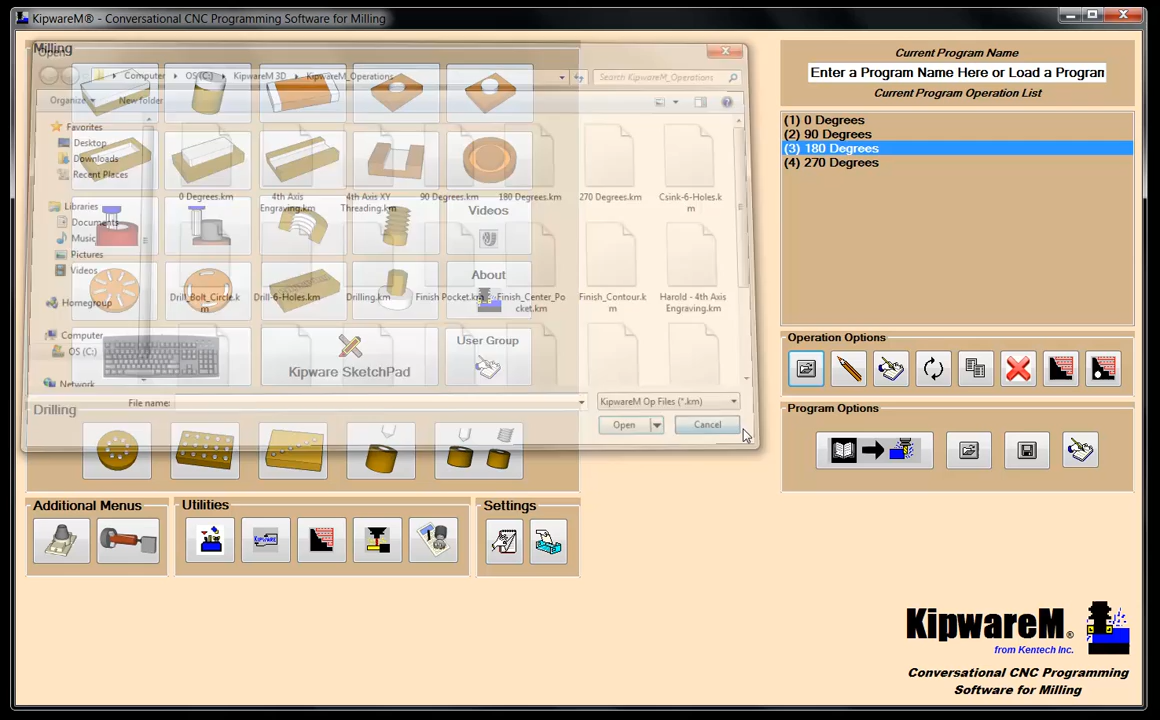 KipwareM® - Conversational CNC Programming Software for Milling
Milling
Open
Computer
OS (C:)
KipwareM 3D
KipwareM_Operations
Search KipwareM_Operations
Organize
New folder
Favorites
Desktop
Downloads
Recent Places
Libraries
Documents
Music
Pictures
Videos
Homegroup
Computer
OS (C:)
Network
0 Degrees.km
4th Axis
Engraving.km
4th Axis XY
Threading.km
90 Degrees.km
180 Degrees.km
270 Degrees.km
Csink-6-Holes.k
m
Drill_Bolt_Circle.k
m
Drill-6-Holes.km
Drilling.km
Finish Pocket.km
Finish_Center_Po
cket.km
Finish_Contour.k
m
Harold - 4th Axis
Engraving.km
Videos
About
User Group
Kipware SketchPad
File name:
KipwareM Op Files (*.km)
Open
Cancel
Drilling
Additional Menus
Utilities
Settings
Current Program Name
Enter a Program Name Here or Load a Program
Current Program Operation List
(1) 0 Degrees
(2) 90 Degrees
(3) 180 Degrees
(4) 270 Degrees
Operation Options
Program Options
KipwareM®
from Kentech Inc.
Conversational CNC Programming
Software for Milling